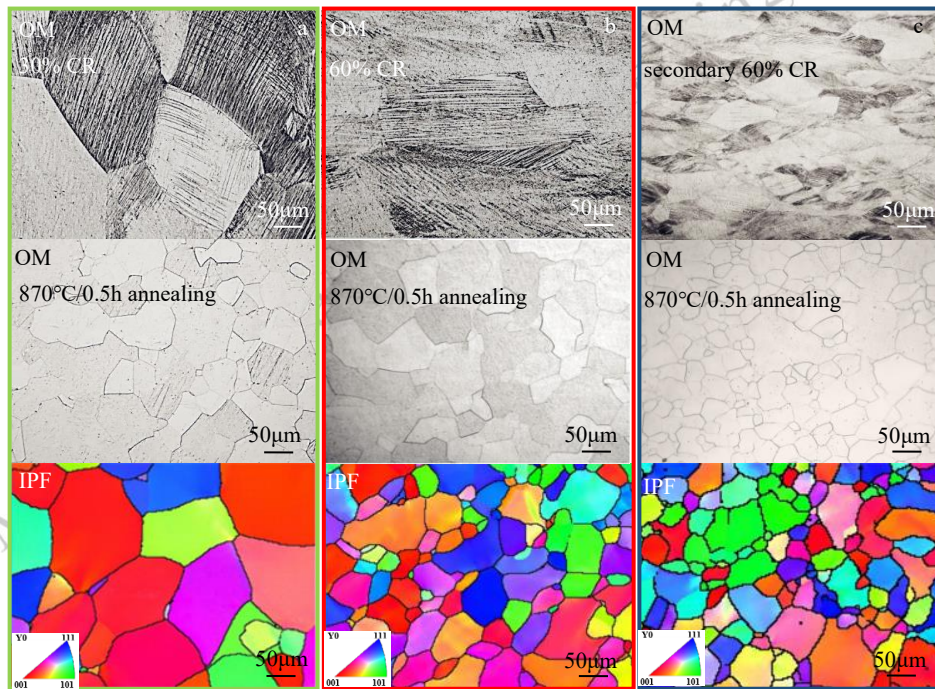 OM
a
30% CR
50μm
OM
870℃/0.5h annealing
50μm
IPF
Y0
111
001
101
50μm
OM
b
60% CR
50μm
OM
870℃/0.5h annealing
50μm
IPF
Y0
111
001
101
50μm
OM
c
secondary 60% CR
50μm
OM
870℃/0.5h annealing
50μm
IPF
Y0
111
001
101
50μm